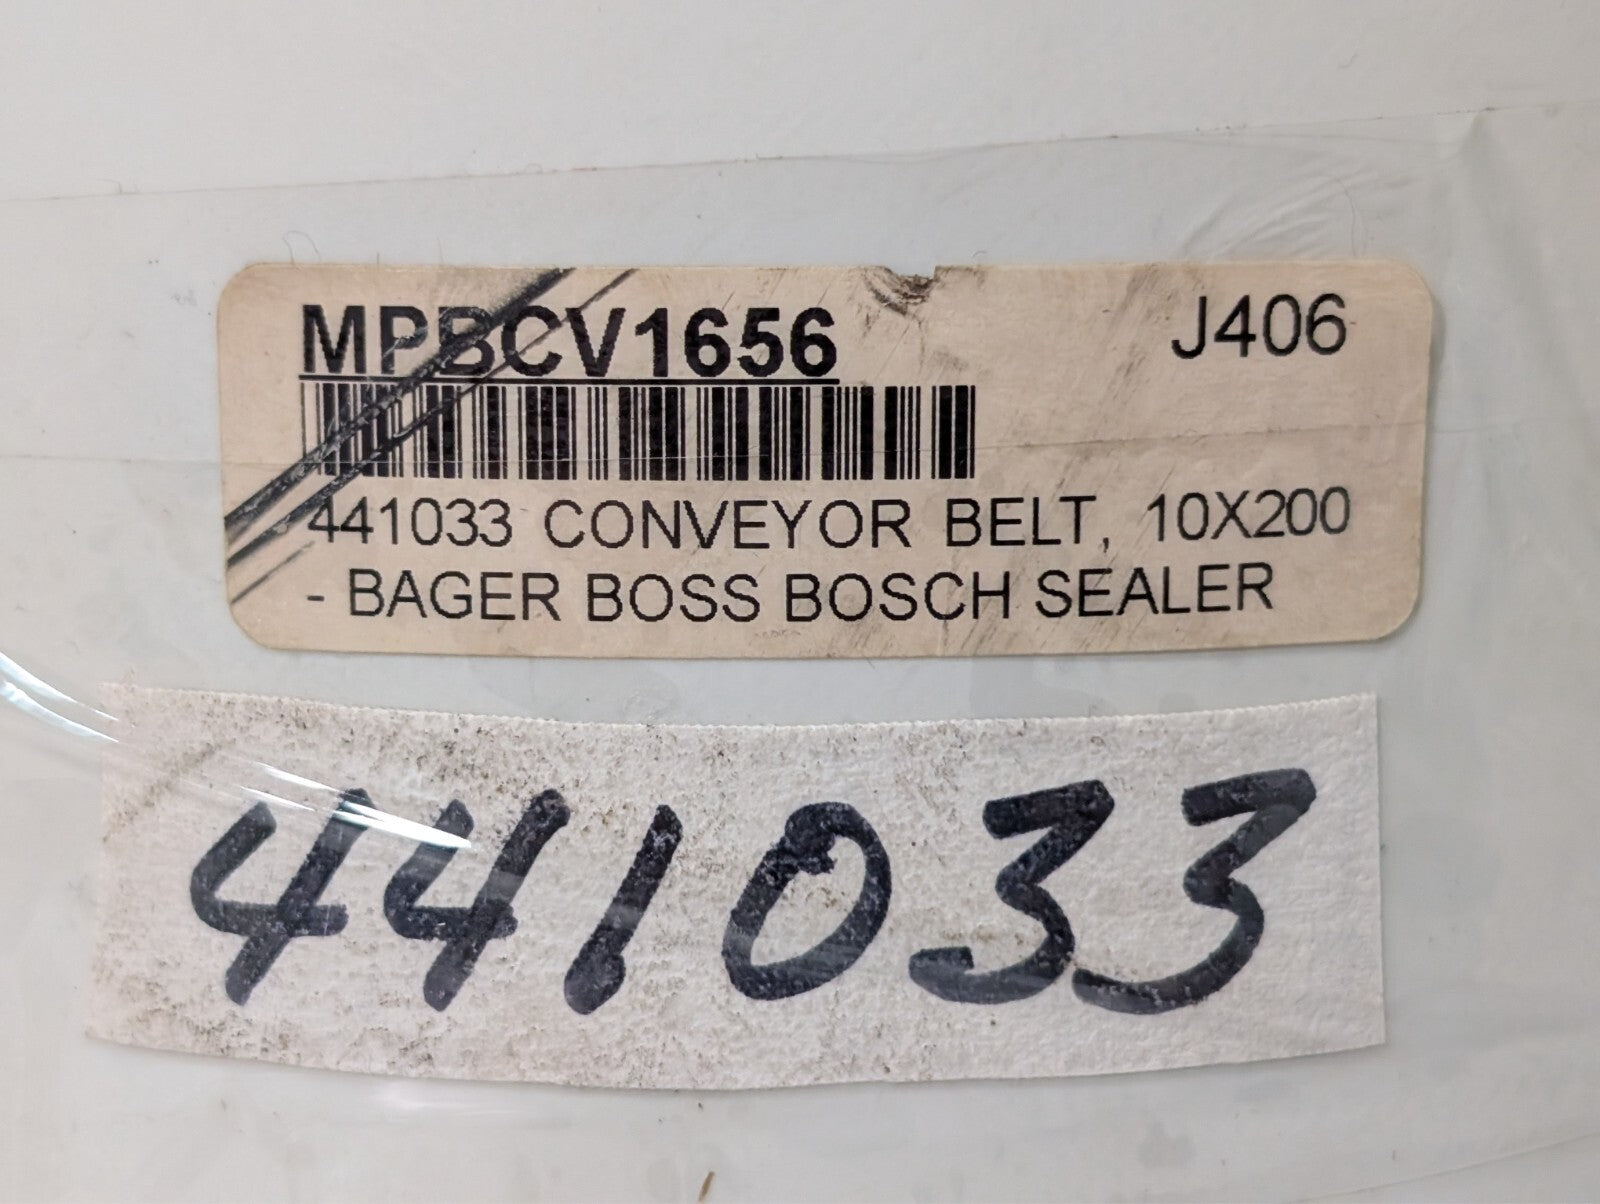 MPBCV1656 J406
441033 CONVEYOR BELT, 10X200
- BAGER BOSS BOSCH SEALER
441033